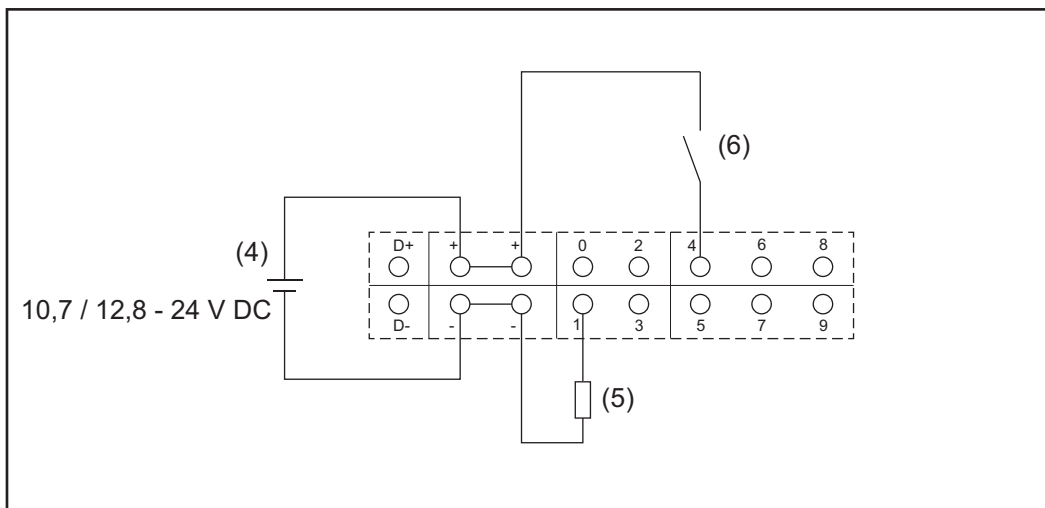 (6)
(4)
10,7 / 12,8 - 24 V DC
D+ + + 0 2 4 6 8
D- - - 1 3 5 7 9
(5)